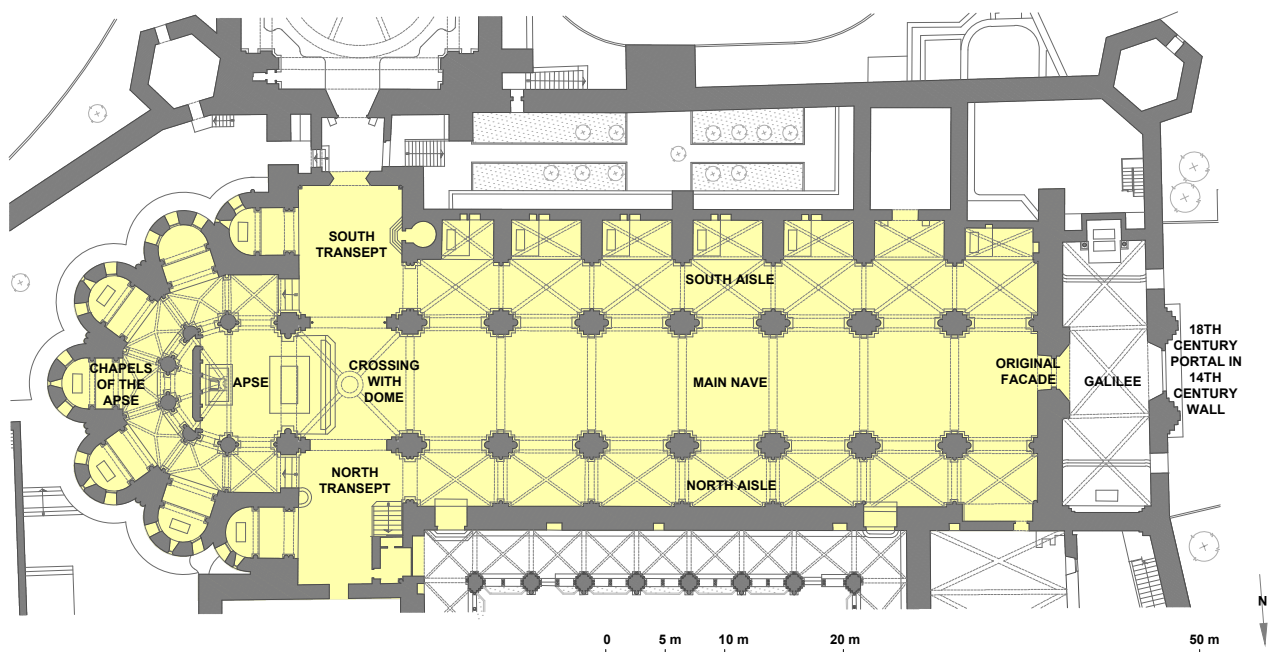 SOUTH
TRANSEPT
SOUTH AISLE
18TH
CENTURY
PORTAL IN
14TH
CENTURY
WALL
CHAPELS
OF THE
APSE
APSE
CROSSING
WITH
DOME
MAIN NAVE
ORIGINAL
FACADE
GALILEE
NORTH
TRANSEPT
NORTH AISLE
N
0 5 m 10 m 20 m 50 m